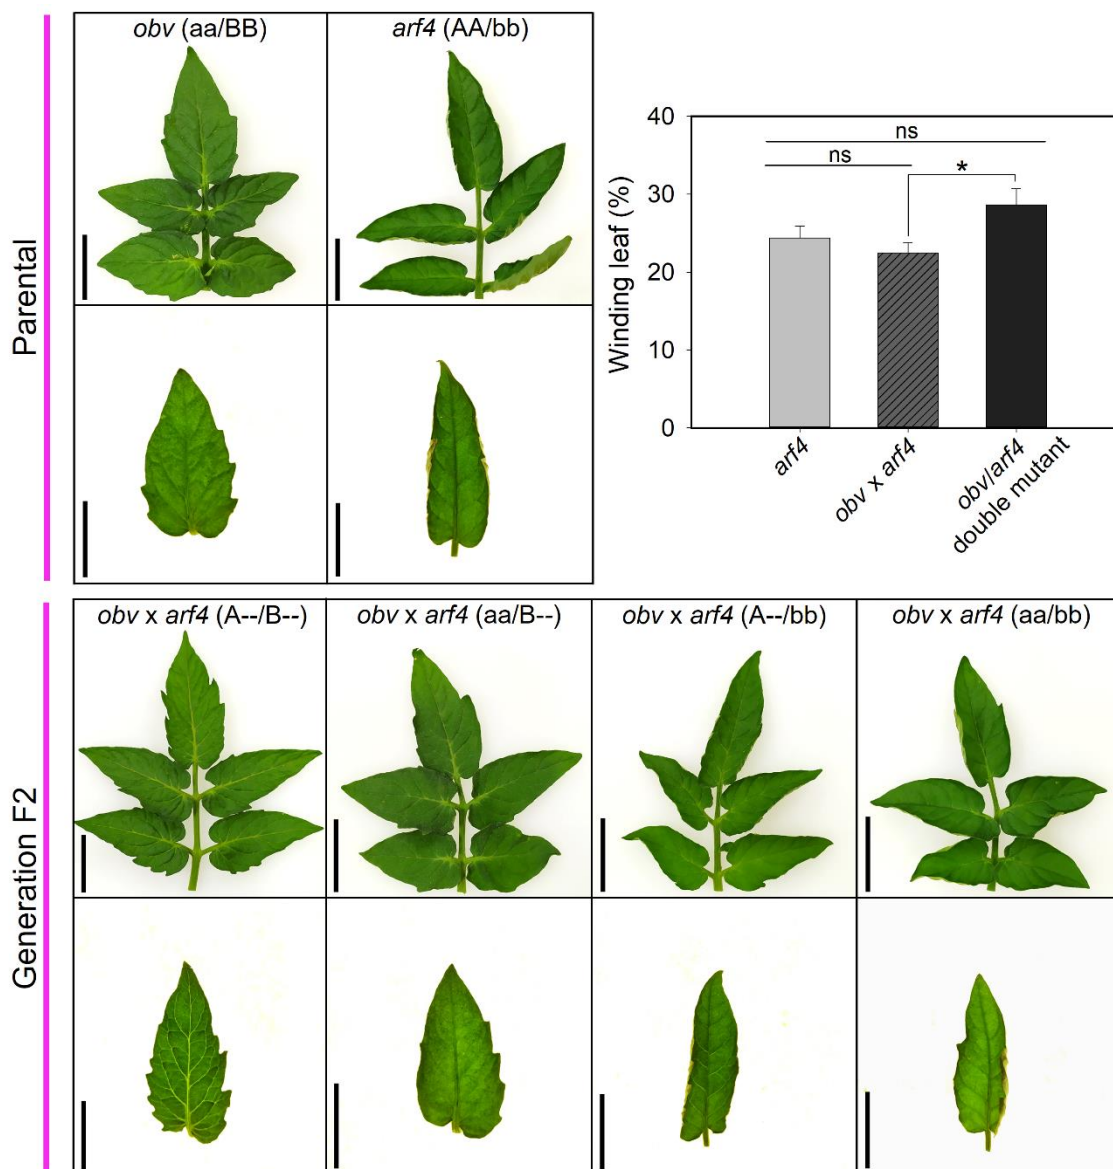 Parental
obv (aa/BB)
arf4 (AA/bb)
Winding leaf (%)
40
30
20
10
0
ns
ns
*
arf4
obv x arf4
obv/arf4
double mutant
Generation F2
obv x arf4 (A--/B--)
obv x arf4 (aa/B--)
obv x arf4 (A--/bb)
obv x arf4 (aa/bb)